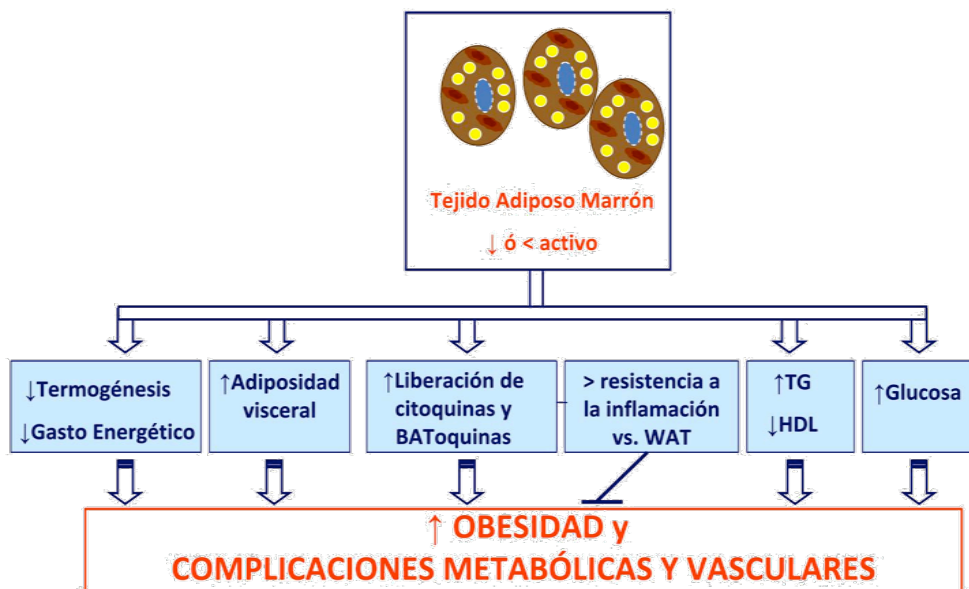 Tejido Adiposo Marrón
↓ ó < activo
↓Termogénesis
↓Gasto Energético
↑Adiposidad
visceral
↑Liberación de
citoquinas y
BAToquinas
> resistencia a
la inflamación
vs. WAT
↑TG
↓HDL
↑Glucosa
↑ OBESIDAD y
COMPLICACIONES METABÓLICAS Y VASCULARES